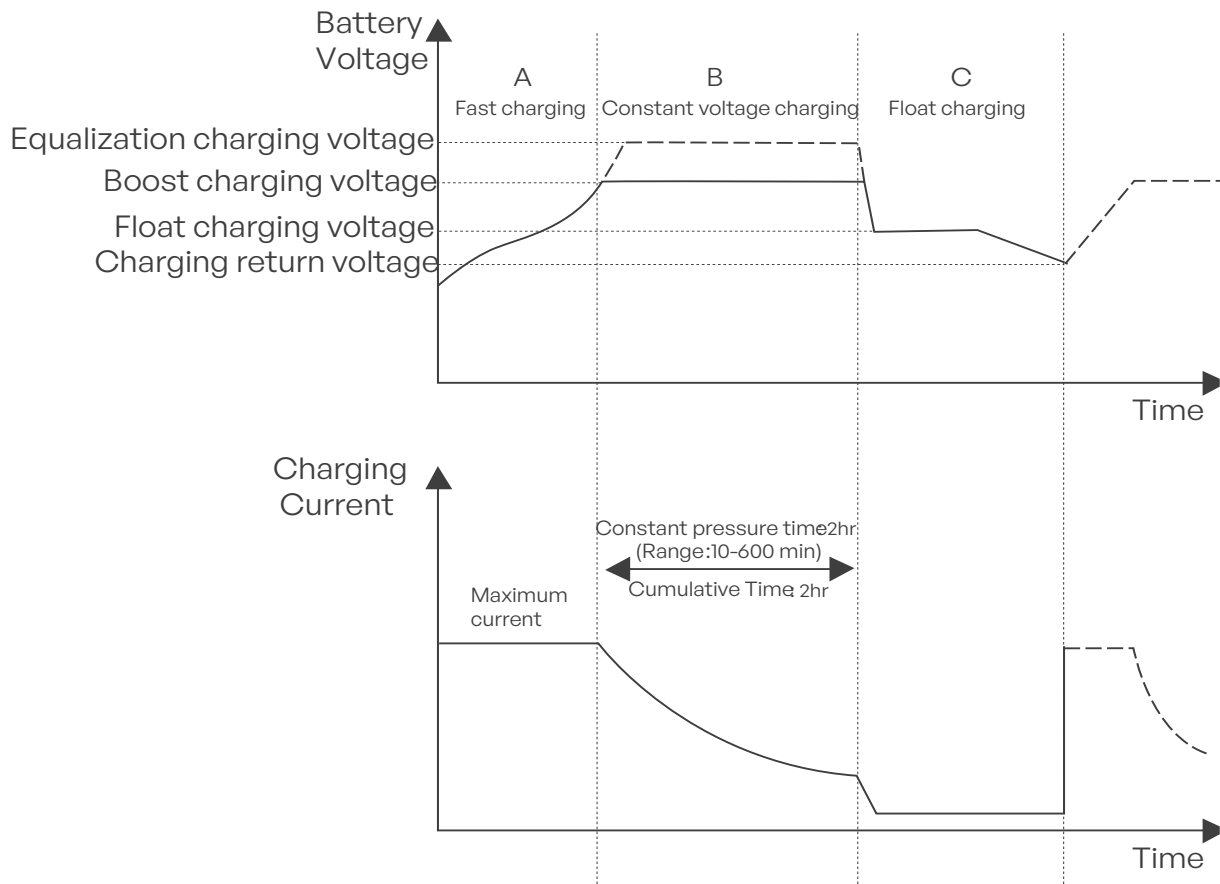 Battery
Voltage
A
B
C
Fast charging
Constant voltage charging
Float charging
Equalization charging voltage
Boost charging voltage
Float charging voltage
Charging return voltage
Time
Charging
Current
Constant pressure time:2hr
(Range:10-600 min)
Cumulative Time: 2hr
Maximum
current
Time